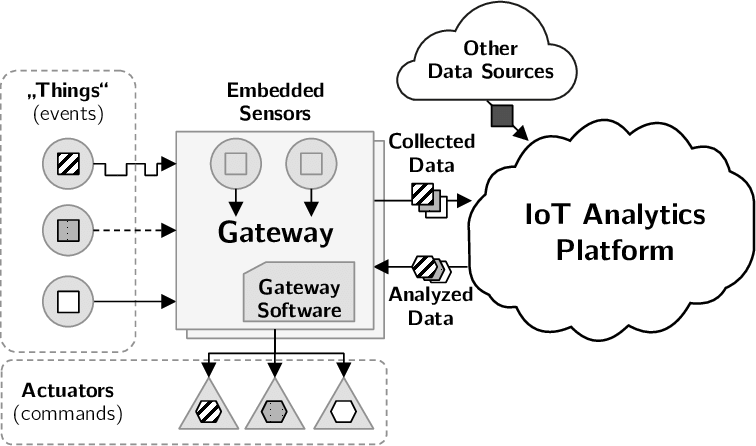 Other
Data Sources
„Things“
(events)
Embedded
Sensors
Collected
Data
Gateway
IoT Analytics
Platform
Gateway
Software
Analyzed
Data
Actuators
(commands)